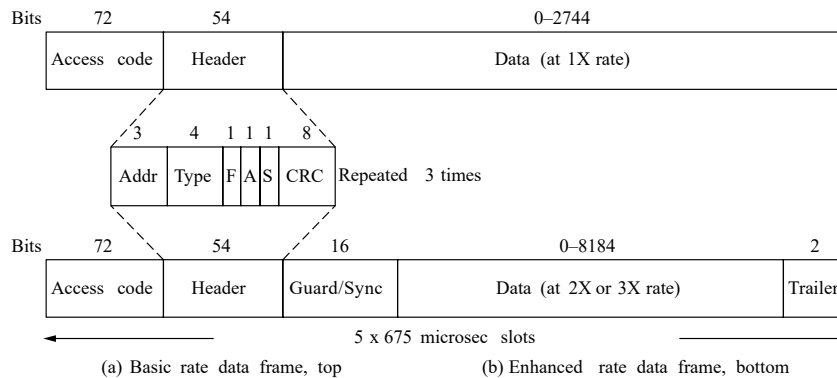 Bits 72 54 0–2744
Access code Header Data (at 1X rate)
3 4 1 1 1 8
Addr Type F A S CRC Repeated 3 times
Bits 72 54 16 0–8184 2
Access code Header Guard/Sync Data (at 2X or 3X rate) Trailer
5 x 675 microsec slots
(a) Basic rate data frame, top (b) Enhanced rate data frame, bottom